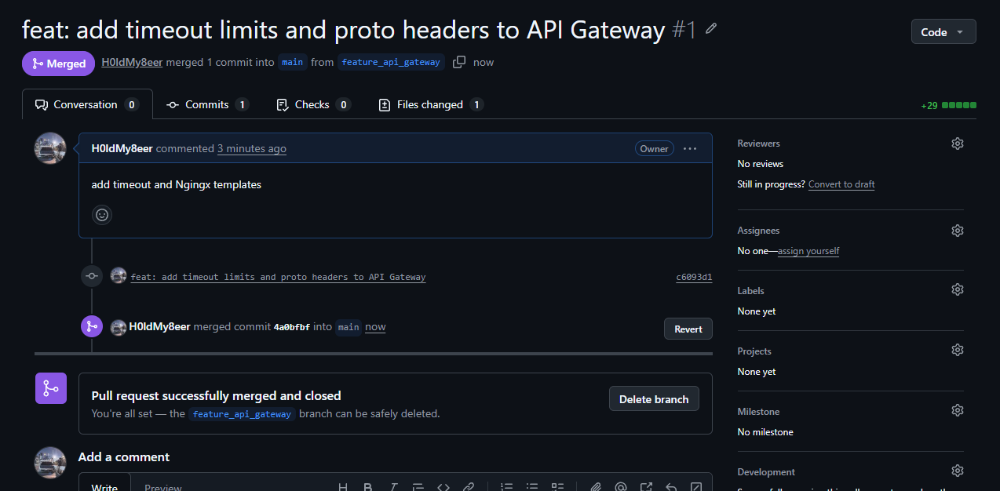 feat: add timeout limits and proto headers to API Gateway #1
Code
Merged
H0ldMy8eer merged 1 commit into main from feature_api_gateway now
Conversation 0
Commits 1
Checks 0
Files changed 1
+29
H0ldMy8eer commented 3 minutes ago
Owner
add timeout and Ngingx templates
feat: add timeout limits and proto headers to API Gateway
c6093d1
H0ldMy8eer merged commit 4a0bfbf into main now
Revert
Pull request successfully merged and closed
You're all set — the feature_api_gateway branch can be safely deleted.
Delete branch
Add a comment
Write
Preview
Reviewers
No reviews
Still in progress? Convert to draft
Assignees
No one—assign yourself
Labels
None yet
Projects
None yet
Milestone
No milestone
Development